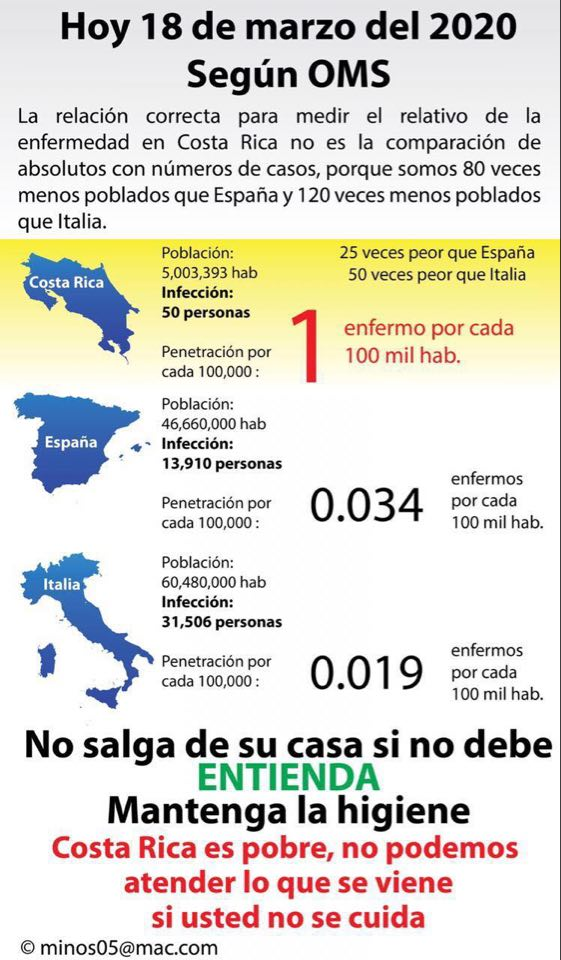 Hoy 18 de marzo del 2020
Según OMS
La relación correcta para medir el relativo de la
enfermedad en Costa Rica no es la comparación de
absolutos con números de casos, porque somos 80 veces
menos poblados que España y 120 veces menos poblados
que Italia.
Costa Rica
Población:
5,003,393 hab
Infección:
50 personas
Penetración por
cada 100,000 :
25 veces peor que España
50 veces peor que Italia
1
enfermo por cada
100 mil hab.
España
Población:
46,660,000 hab
Infección:
13,910 personas
Penetración por
cada 100,000 :
0.034
enfermos
por cada
100 mil hab.
Italia
Población:
60,480,000 hab
Infección:
31,506 personas
Penetración por
cada 100,000 :
0.019
enfermos
por cada
100 mil hab.
No salga de su casa si no debe
ENTIENDA
Mantenga la higiene
Costa Rica es pobre, no podemos
atender lo que se viene
si usted no se cuida
© minos05@mac.com